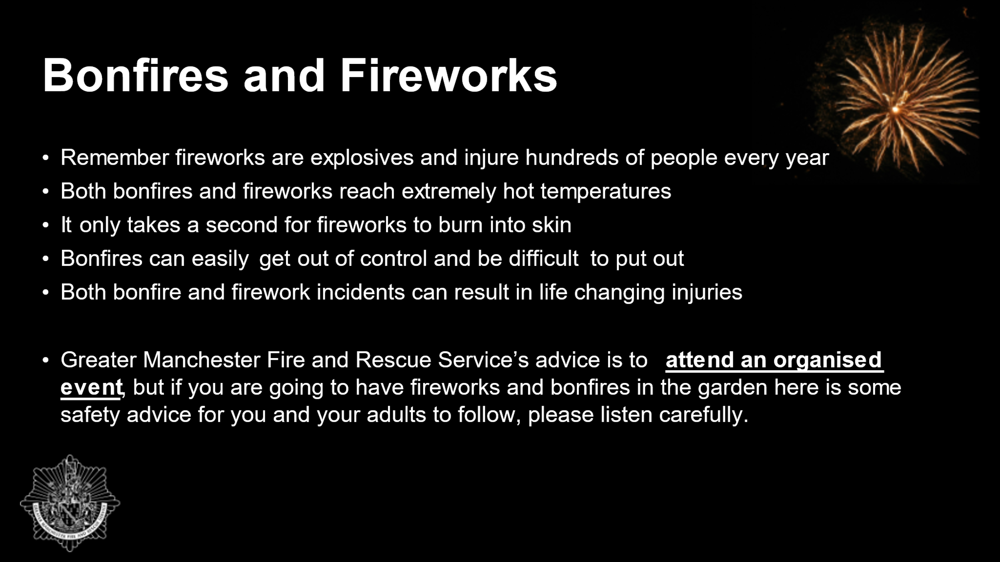 Bonfires and Fireworks
• Remember fireworks are explosives and injure hundreds of people every year
• Both bonfires and fireworks reach extremely hot temperatures
• It only takes a second for fireworks to burn into skin
• Bonfires can easily  get out of control and be difficult  to put out
• Both bonfire and firework incidents can result in life changing injuries
• Greater Manchester Fire and Rescue Service’s advice is to   attend an organised
event, but if you are going to have fireworks and bonfires in the garden here is some
safety advice for you and your adults to follow, please listen carefully.
GREATER MANCHESTER FIRE AND RESCUE SERVICE